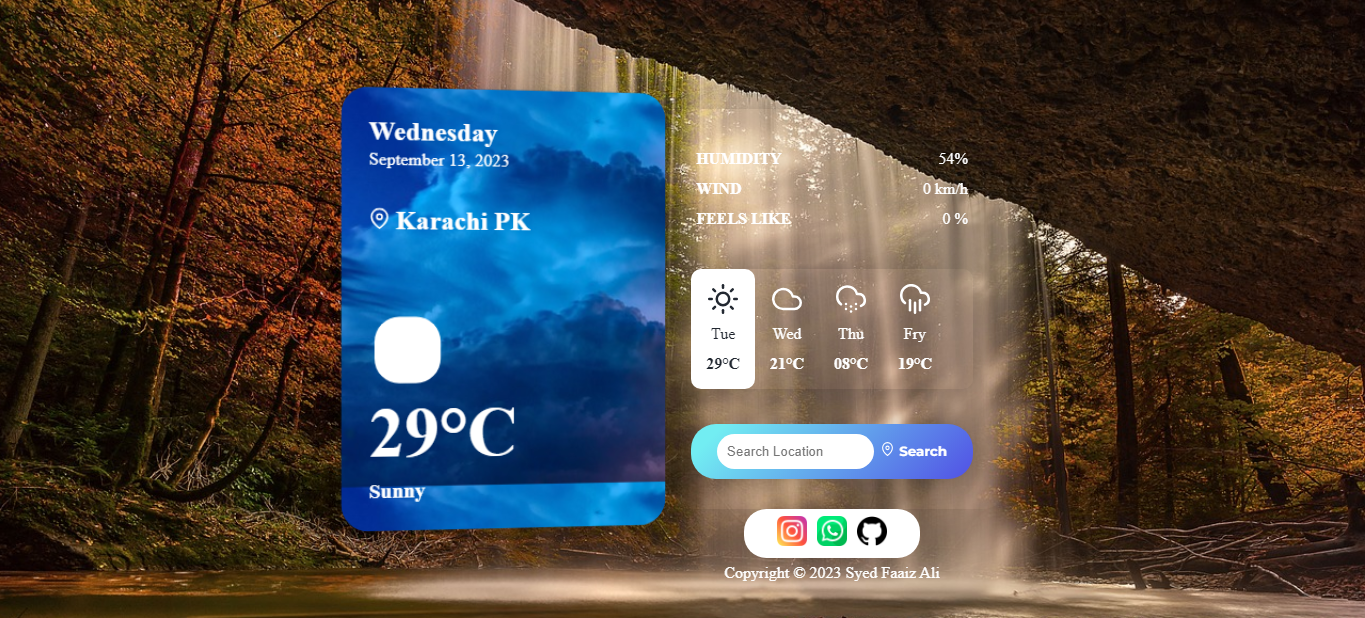 Wednesday
September 13, 2023
Karachi PK
29°C
Sunny
HUMIDITY 54%
WIND 0 km/h
FEELS LIKE 0 %
Tue Wed Thu Fry
29°C 21°C 08°C 19°C
Search Location Search
Copyright © 2023 Syed Faaiz Ali